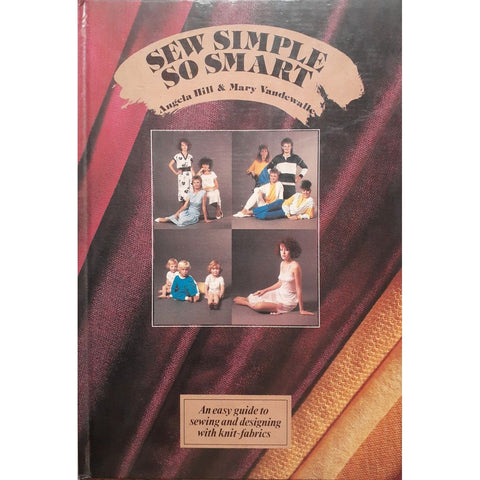 SEW SIMPLE
SO SMART
Angela Hill & Mary Vandewalle
An easy guide to
sewing and designing
with knit-fabrics